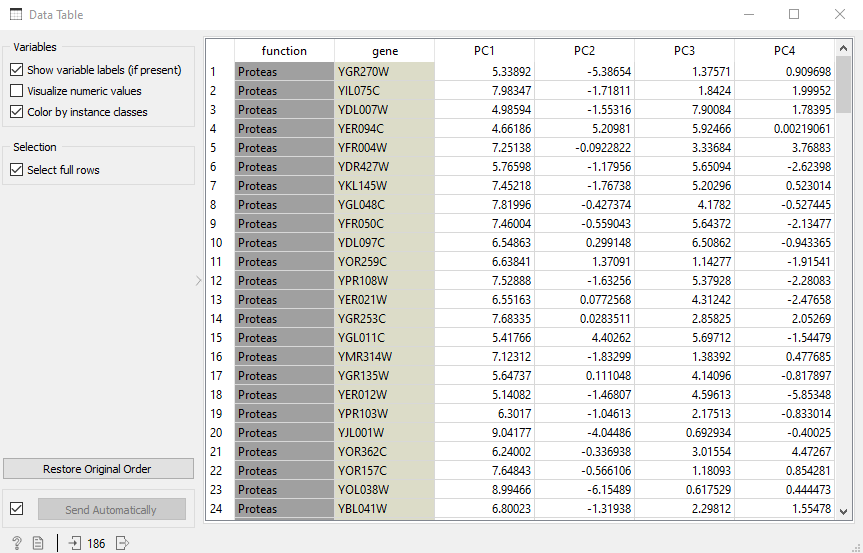 Data Table
Variables
Show variable labels (if present)
Visualize numeric values
Color by instance classes
Selection
Select full rows
Restore Original Order
Send Automatically
186
function gene PC1 PC2 PC3 PC4
1 Proteas YGR270W 5.33892 -5.38654 1.37571 0.909698
2 Proteas YIL075C 7.98347 -1.71811 1.8424 1.99952
3 Proteas YDL007W 4.98594 -1.55316 7.90084 1.78395
4 Proteas YER094C 4.66186 5.20981 5.92466 0.00219061
5 Proteas YFR004W 7.25138 -0.0922822 3.33684 3.76883
6 Proteas YDR427W 5.76598 -1.17956 5.65094 -2.62398
7 Proteas YKL145W 7.45218 -1.76738 5.20296 0.523014
8 Proteas YGL048C 7.81996 -0.427374 4.1782 -0.527445
9 Proteas YFR050C 7.46004 -0.559043 5.64372 -2.13477
10 Proteas YDL097C 6.54863 0.299148 6.50862 -0.943365
11 Proteas YOR259C 6.63841 1.37091 1.14277 -1.91541
12 Proteas YPR108W 7.52888 -1.63256 5.37928 -2.28083
13 Proteas YER021W 6.55163 0.0772568 4.31242 -2.47658
14 Proteas YGR253C 7.68335 0.0283511 2.85825 2.05269
15 Proteas YGL011C 5.41766 4.40262 5.69712 -1.54479
16 Proteas YMR314W 7.12312 -1.83299 1.38392 0.477685
17 Proteas YGR135W 5.64737 0.111048 4.14096 -0.817897
18 Proteas YER012W 5.14082 -1.46807 4.59613 -5.85348
19 Proteas YPR103W 6.3017 -1.04613 2.17513 -0.833014
20 Proteas YJL001W 9.04177 -4.04486 0.692934 -0.40025
21 Proteas YOR362C 6.24002 -0.336938 3.01554 4.47267
22 Proteas YOR157C 7.64843 -0.566106 1.18093 0.854281
23 Proteas YOL038W 8.99466 -6.15489 0.617529 0.444473
24 Proteas YBL041W 6.80023 -1.31938 2.29812 1.55478